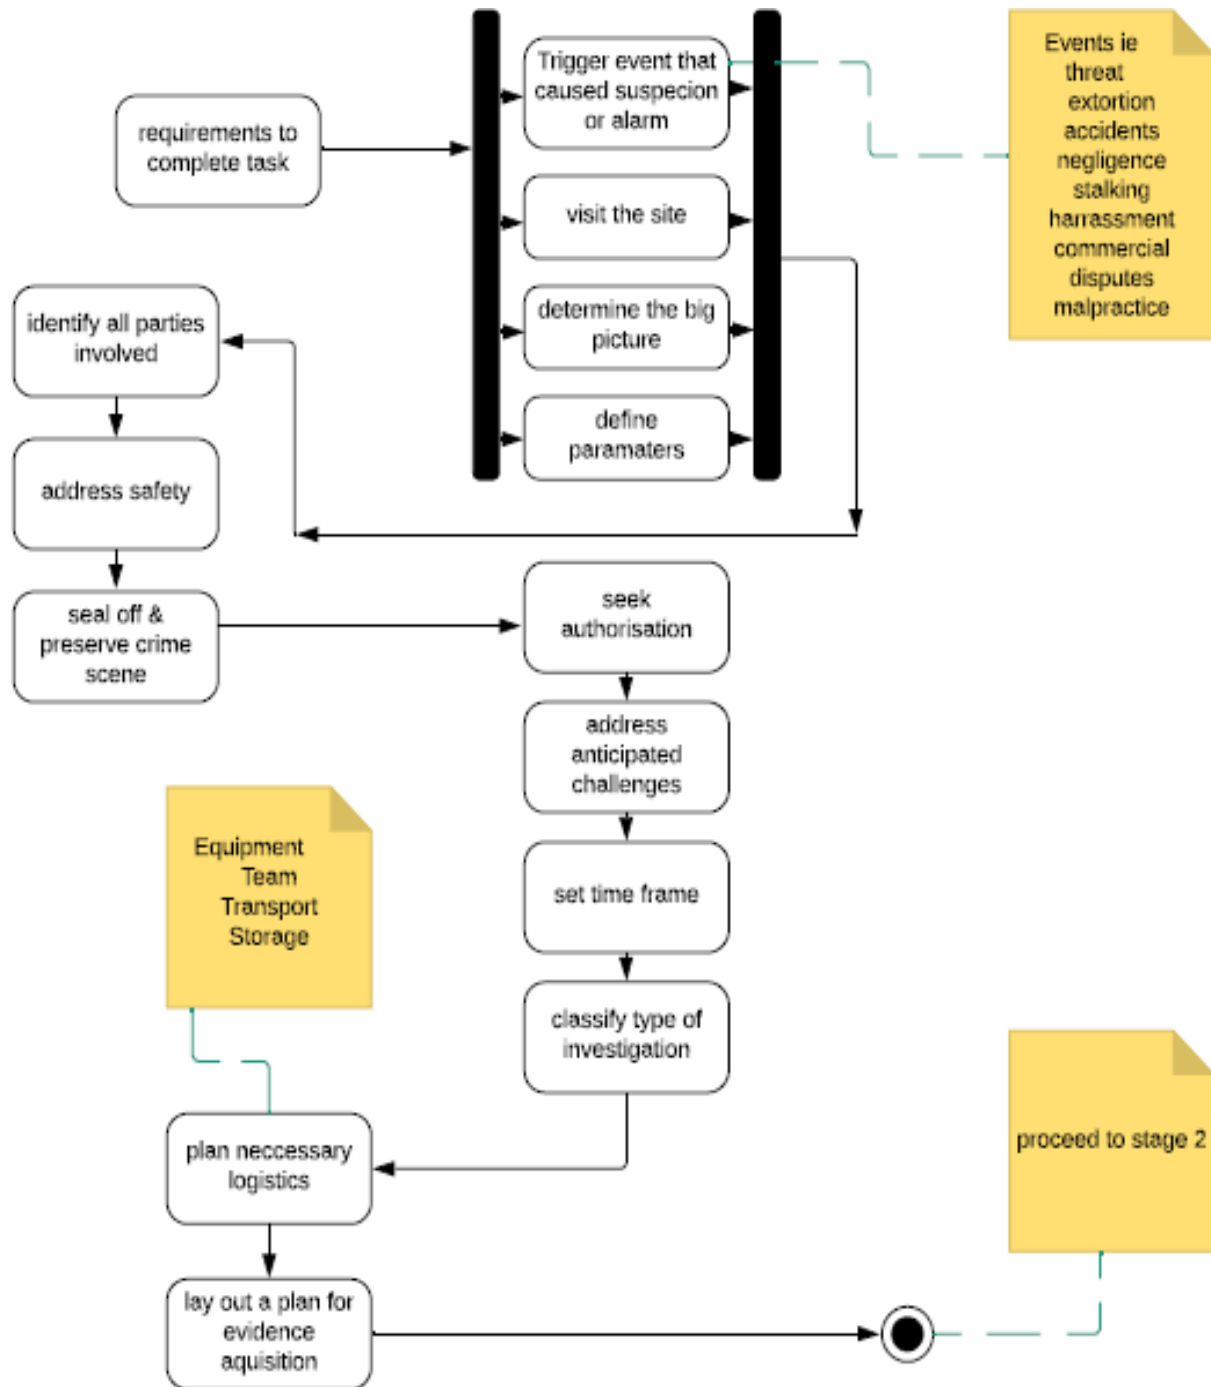 requirements to
complete task
Trigger event that
caused suspecion
or alarm
visit the site
determine the big
picture
define
paramaters
Events ie
threat
extortion
accidents
negligence
stalking
harrassment
commercial
disputes
malpractice
identify all parties
involved
address safety
seal off &
preserve crime
scene
seek
authorisation
address
anticipated
challenges
set time frame
classify type of
investigation
Equipment
Team
Transport
Storage
plan neccessary
logistics
lay out a plan for
evidence
aquisition
proceed to stage 2